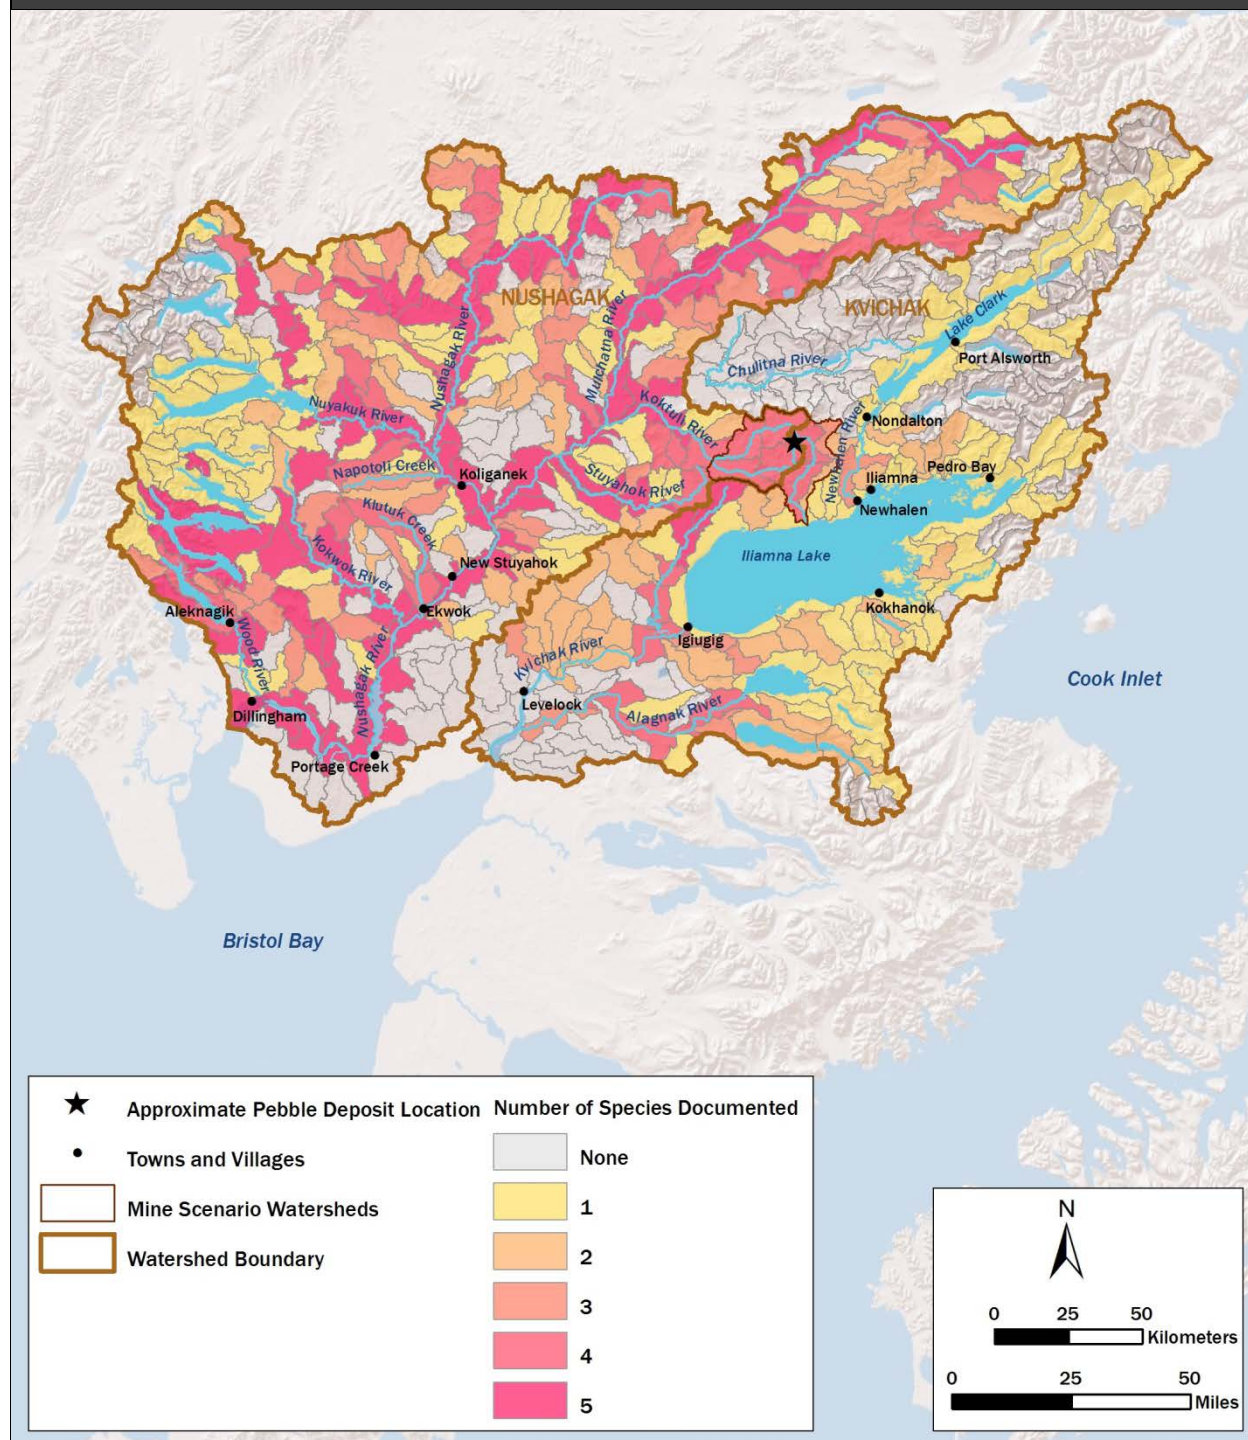 NUSHAGAK
KVICHAK
Lake Clark
Port Alsworth
Nushagak River
Mulchatna River
Chulitna River
Nuyakuk River
Koktuli River
Nondalton
Newhalen River
Napotoli Creek
Koliganek
Stuyahok River
Iliamna
Pedro Bay
Newhalen
Klutuk Creek
Iliamna Lake
Kokwok River
New Stuyahok
Ekwok
Kokhanok
Aleknagik
Wood River
Igiugig
Nushagak River
Kvichak River
Levelock
Alagnak River
Cook Inlet
Dillingham
Portage Creek
Bristol Bay
Approximate Pebble Deposit Location
Towns and Villages
Mine Scenario Watersheds
Watershed Boundary
Number of Species Documented
None
1
2
3
4
5
N
0 25 50
Kilometers
0 25 50
Miles